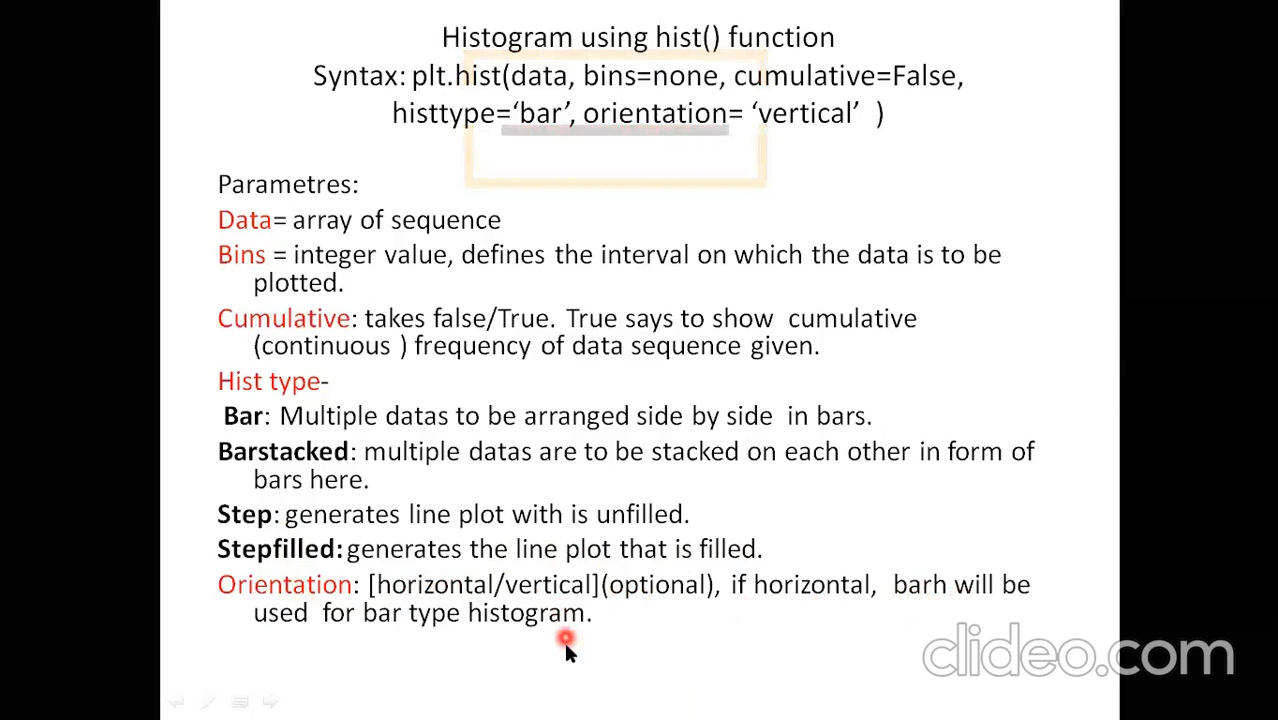 Histogram using hist() function
Syntax: plt.hist(data, bins=none, cumulative=False,
histtype=‘bar’, orientation= ‘vertical’ )
Parametres:
Data= array of sequence
Bins = integer value, defines the interval on which the data is to be
plotted.
Cumulative: takes false/True. True says to show cumulative
(continuous ) frequency of data sequence given.
Hist type-
Bar: Multiple datas to be arranged side by side in bars.
Barstacked: multiple datas are to be stacked on each other in form of
bars here.
Step: generates line plot with is unfilled.
Stepfilled: generates the line plot that is filled.
Orientation: [horizontal/vertical](optional), if horizontal, barh will be
used for bar type histogram.
clideo.com